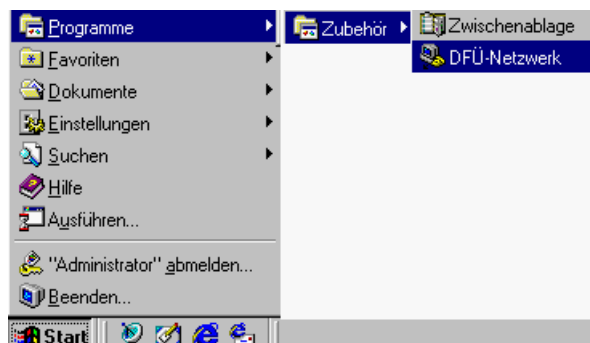 Programme
Favoriten
Dokumente
Einstellungen
Suchen
Hilfe
Ausführen...
"Administrator" abmelden...
Beenden...
Start
Zubehör
Zwischenablage
DFÜ-Netzwerk